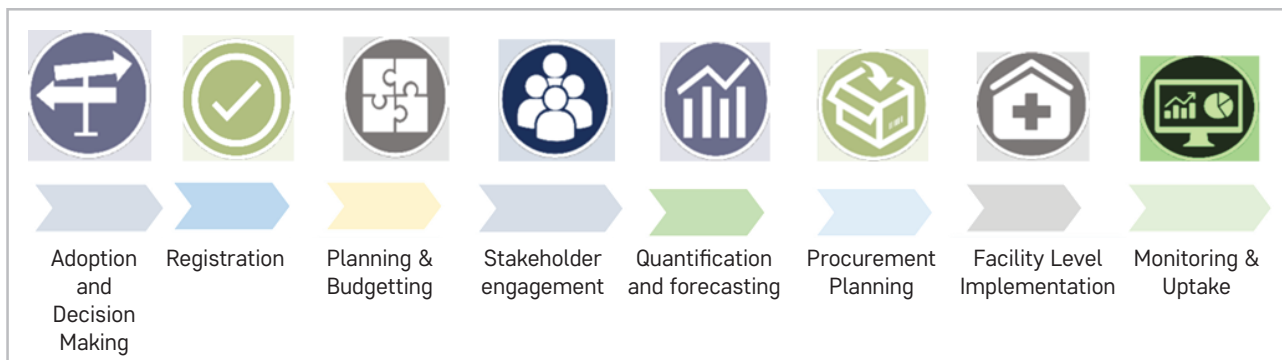 Adoption
and
Decision
Making
Registration
Planning &
Budgetting
Stakeholder
engagement
Quantification
and forecasting
Procurement
Planning
Facility Level
Implementation
Monitoring &
Uptake